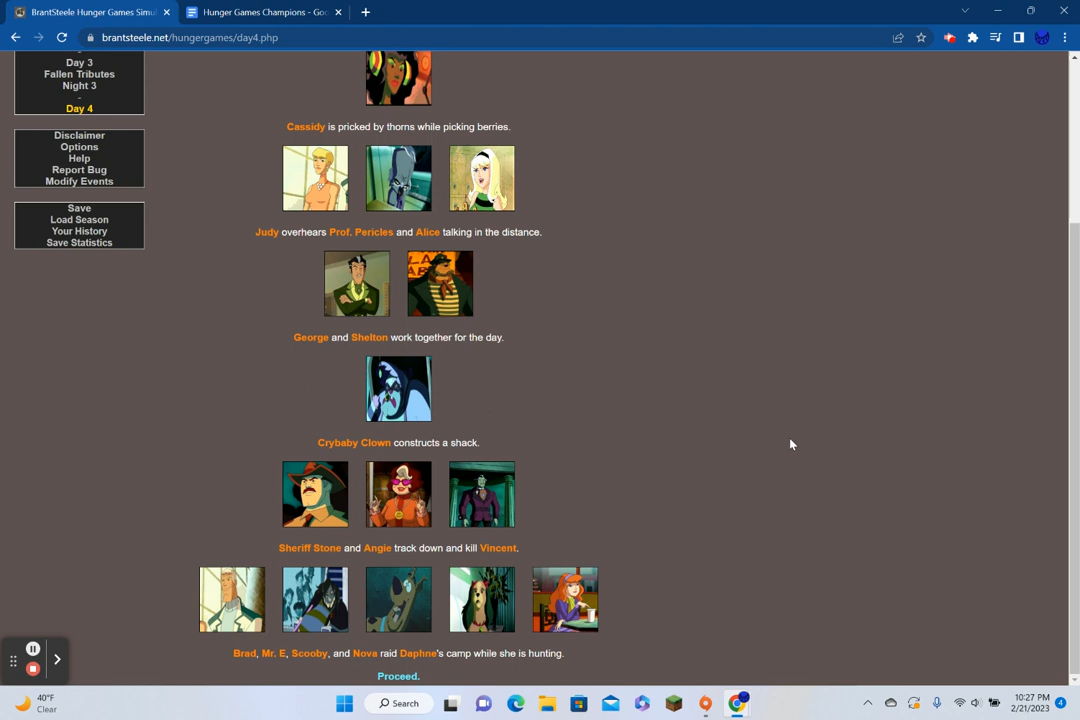 BrantSteele Hunger Games Simul
Hunger Games Champions - Goo
brantsteele.net/hungergames/day4.php
Day 3
Fallen Tributes
Night 3
-
Day 4
Disclaimer
Options
Help
Report Bug
Modify Events
Save
Load Season
Your History
Save Statistics
Cassidy is pricked by thorns while picking berries.
Judy overhears Prof. Pericles and Alice talking in the distance.
George and Shelton work together for the day.
Crybaby Clown constructs a shack.
Sheriff Stone and Angie track down and kill Vincent.
Brad, Mr. E, Scooby, and Nova raid Daphne's camp while she is hunting.
Proceed.
40°F
Clear
Search
10:27 PM
2/21/2023
4